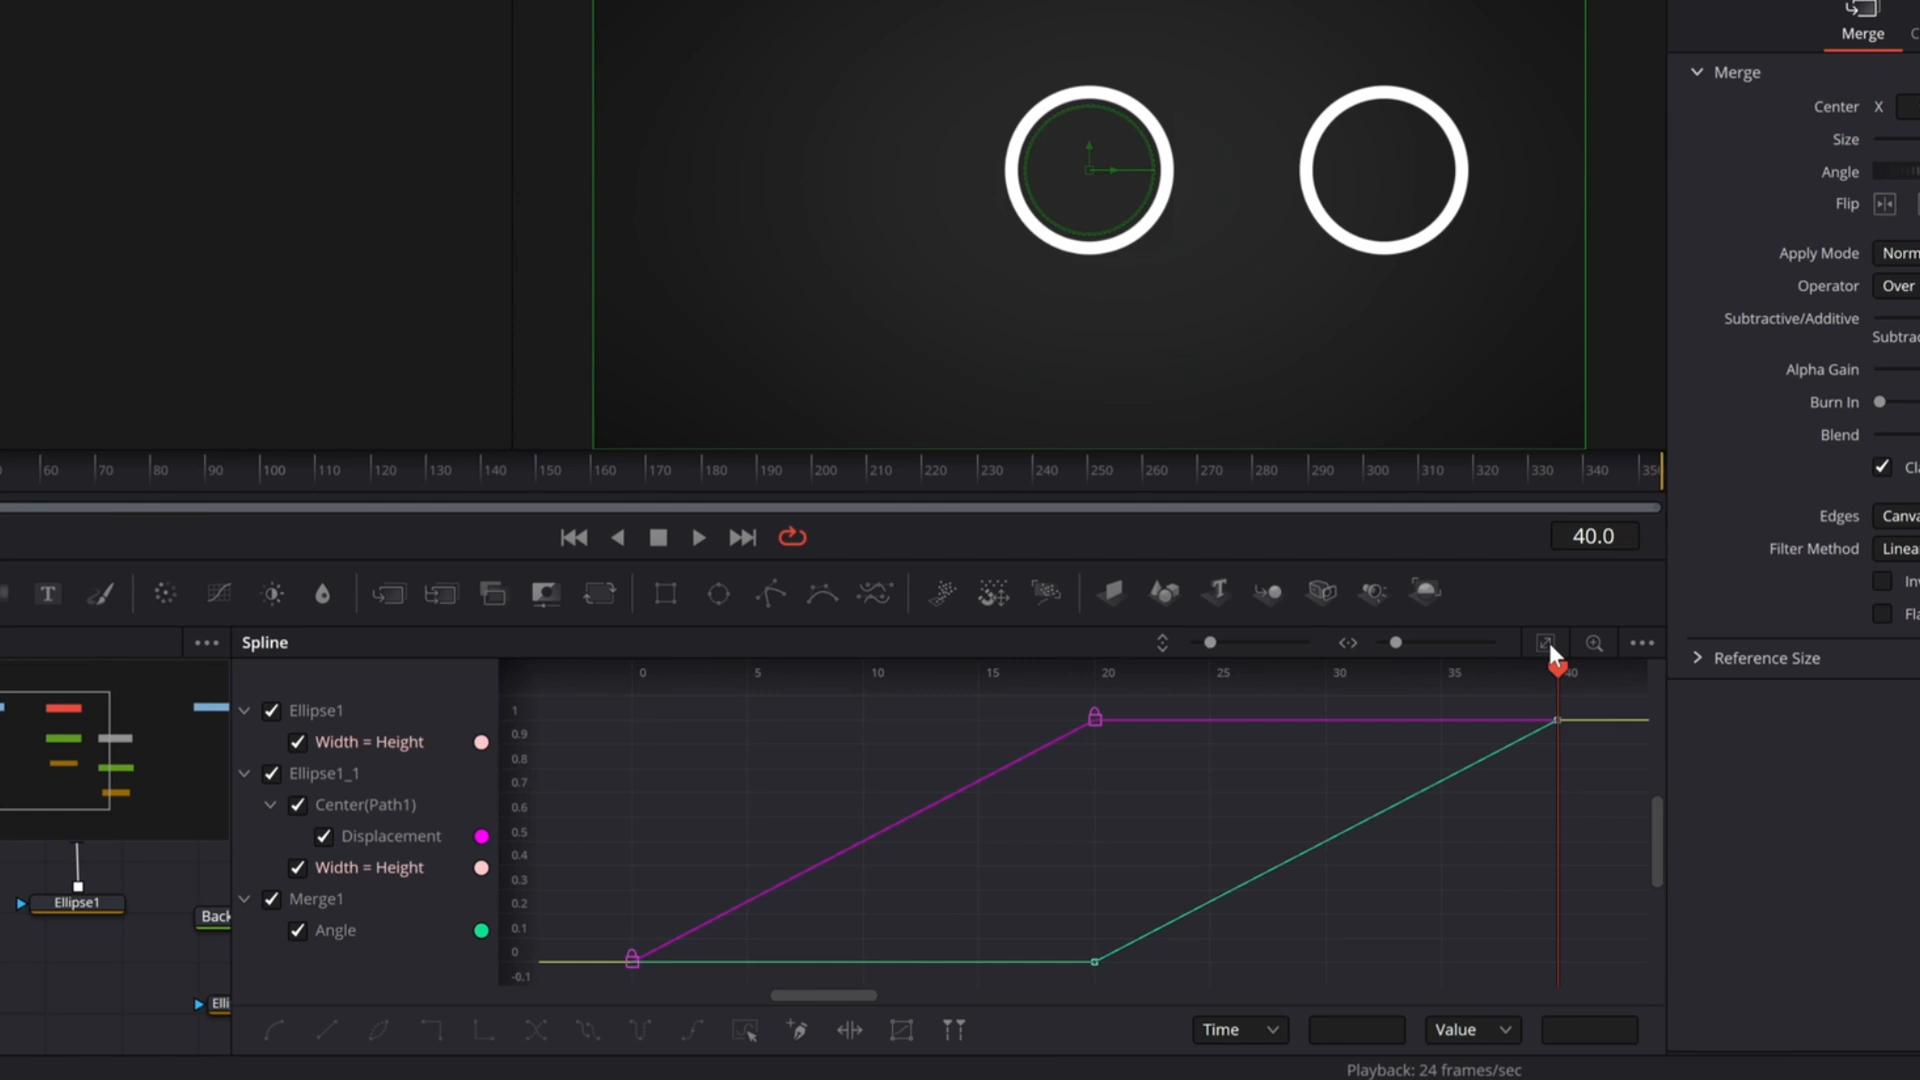 Merge
Merge
Center X
Size
Angle
Flip
Apply Mode Norm
Operator Over
Subtractive/Additive
Subtrac
Alpha Gain
Burn In
Blend
Cl
Edges Canva
Filter Method Linea
In
Fla
Reference Size
60 70 80 90 100 110 120 130 140 150 160 170 180 190 200 210 220 230 240 250 260 270 280 290 300 310 320 330 340 350
40.0
T
Spline
0 5 10 15 20 25 30 35 40
Ellipse1
Width = Height
Ellipse1_1
Center(Path1)
Displacement
Width = Height
Merge1
Angle
1
0.9
0.8
0.7
0.6
0.5
0.4
0.3
0.2
0.1
0
-0.1
Ellipse1
Back
Elli
Time
Value
Playback: 24 frames/sec